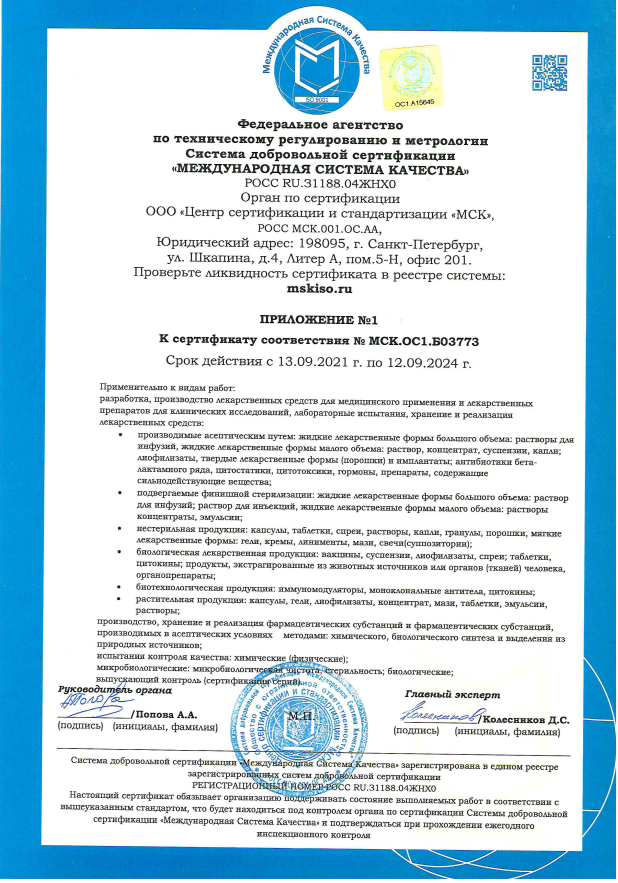 Международная Система Качества
ISO 9001
ОС1.А15645
Федеральное агентство
по техническому регулированию и метрологии
Система добровольной сертификации
«МЕЖДУНАРОДНАЯ СИСТЕМА КАЧЕСТВА»
РОСС RU.31188.04ЖНХ0
Орган по сертификации
ООО «Центр сертификации и стандартизации «МСК»,
РОСС МСК.001.ОС.АА,
Юридический адрес: 198095, г. Санкт-Петербург,
ул. Шкапина, д.4, Литер А, пом.5-Н, офис 201.
Проверьте ликвидность сертификата в реестре системы:
mskiso.ru
ПРИЛОЖЕНИЕ №1
К сертификату соответствия № МСК.ОС1.Б03773
Срок действия с 13.09.2021 г. по 12.09.2024 г.
Применительно к видам работ:
разработка, производство лекарственных средств для медицинского применения и лекарственных
препаратов для клинических исследований, лабораторные испытания, хранение и реализация
лекарственных средств:
• производимые асептическим путем: жидкие лекарственные формы большого объема: растворы для
инфузий, жидкие лекарственные формы малого объема: раствор, концентрат, суспензии, капли;
лиофилизаты, твердые лекарственные формы (порошки) и имплантаты; антибиотики бета-
лактамного ряда, цитостатики, цитотоксики, гормоны, препараты, содержащие
сильнодействующие вещества;
• подвергаемые финишной стерилизации: жидкие лекарственные формы большого объема: раствор
для инфузий; раствор для инъекций, жидкие лекарственные формы малого объема: растворы
концентраты, эмульсии;
• нестерильная продукция: капсулы, таблетки, спреи, растворы, капли, гранулы, порошки, мягкие
лекарственные формы: гели, кремы, линименты, мази, свечи(суппозитории);
• биологическая лекарственная продукция: вакцины, суспензии, лиофилизаты, спреи; таблетки,
цитокины; продукты, экстрагированные из животных источников или органов (тканей) человека,
органопрепараты;
• биотехнологическая продукция: иммуномодуляторы, моноклональные антитела, цитокины;
• растительная продукция: капсулы, гели, лиофилизаты, концентрат, мази, таблетки, эмульсии,
растворы;
производство, хранение и реализация фармацевтических субстанций и фармацевтических субстанций,
производимых в асептических условиях методами: химического, биологического синтеза и выделения из
природных источников;
испытания контроля качества: химические (физические);
микробиологические: микробиологическая чистота, стерильность; биологические;
выпускающий контроль (сертификация серий)
Руководитель органа
Главный эксперт
/Попова А.А.
М.П.
/Колесников Д.С.
(подпись) (инициалы, фамилия)
(подпись) (инициалы, фамилия)
Система добровольной сертификации «Международная Система Качества» зарегистрирована в едином реестре
зарегистрированных систем добровольной сертификации
РЕГИСТРАЦИОННЫЙ НОМЕР РОСС RU.31188.04ЖНХ0
Настоящий сертификат обязывает организацию поддерживать состояние выполняемых работ в соответствии с
вышеуказанным стандартом, что будет находиться под контролем органа по сертификации Системы добровольной
сертификации «Международная Система Качества» и подтверждаться при прохождении ежегодного
инспекционного контроля